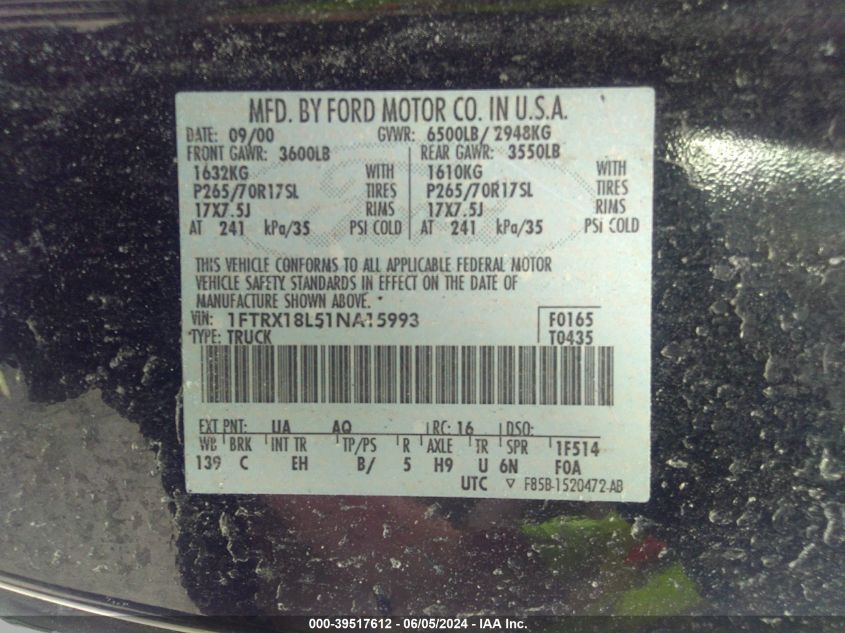 MFD. BY FORD MOTOR CO. IN U.S.A.
DATE: 09/00 GVWR: 6500LB/ 2948KG
FRONT GAWR: 3600LB REAR GAWR: 3550LB
1632KG WITH 1610KG WITH
P265/70R17SL TIRES P265/70R17SL TIRES
17X7.5J RIMS 17X7.5J RIMS
AT 241 kPa/35 PSI COLD AT 241 kPa/35 PSI COLD
THIS VEHICLE CONFORMS TO ALL APPLICABLE FEDERAL MOTOR
VEHICLE SAFETY STANDARDS IN EFFECT ON THE DATE OF
MANUFACTURE SHOWN ABOVE.
VIN: 1FTRX18L51NA15993 F0165
TYPE: TRUCK T0435
EXT PNT: UA AQ RC: 16 DSO:
WB BRK INT TR TP/PS R AXLE TR SPR 1F514
139 C EH B/ 5 H9 U 6N F0A
UTC ▽ F85B-1520472-AB
000-39517612 - 06/05/2024 - IAA Inc.